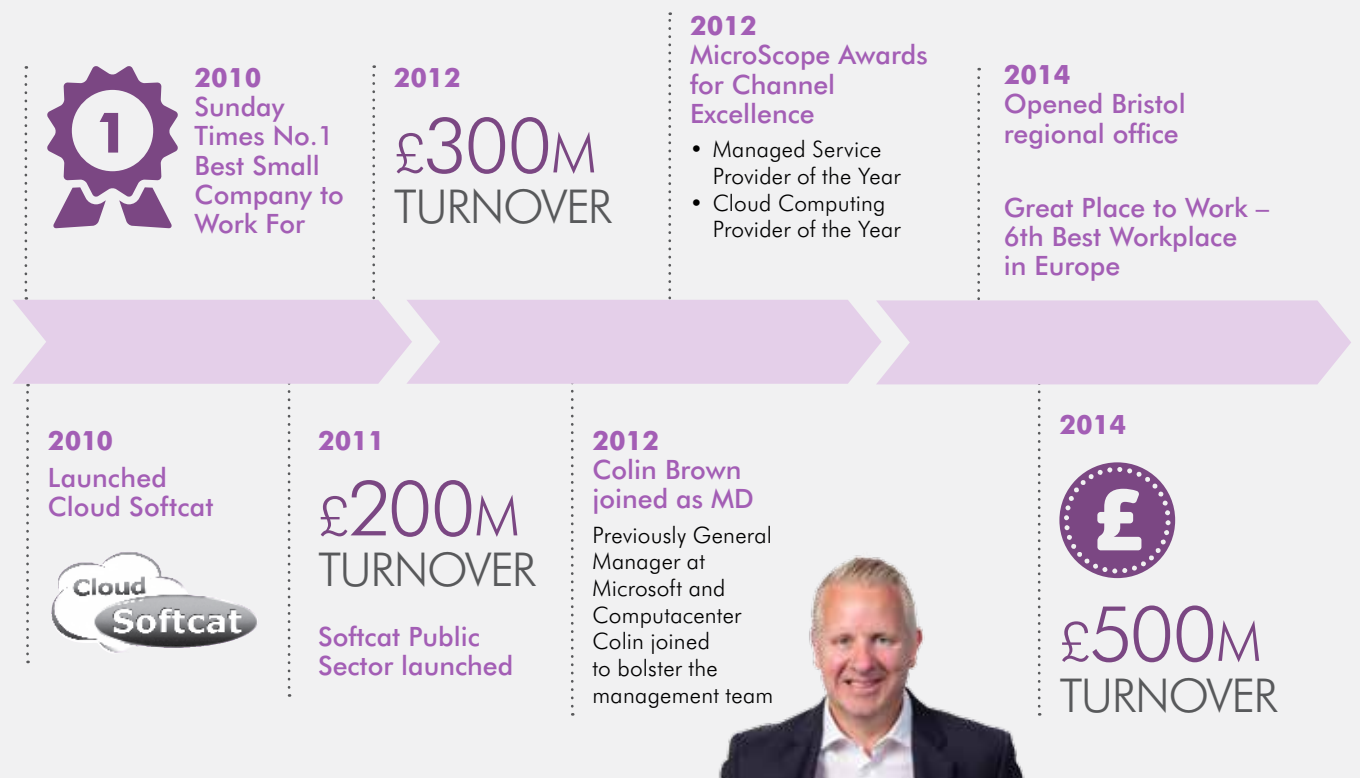 1
2010
Sunday
Times No.1
Best Small
Company to
Work For
2012
£300M
TURNOVER
2012
MicroScope Awards
for Channel
Excellence
• Managed Service
Provider of the Year
• Cloud Computing
Provider of the Year
2014
Opened Bristol
regional office
Great Place to Work –
6th Best Workplace
in Europe
2010
Launched
Cloud Softcat
Cloud
Softcat
2011
£200M
TURNOVER
Softcat Public
Sector launched
2012
Colin Brown
joined as MD
Previously General
Manager at
Microsoft and
Computacenter
Colin joined
to bolster the
management team
2014
£
£500M
TURNOVER